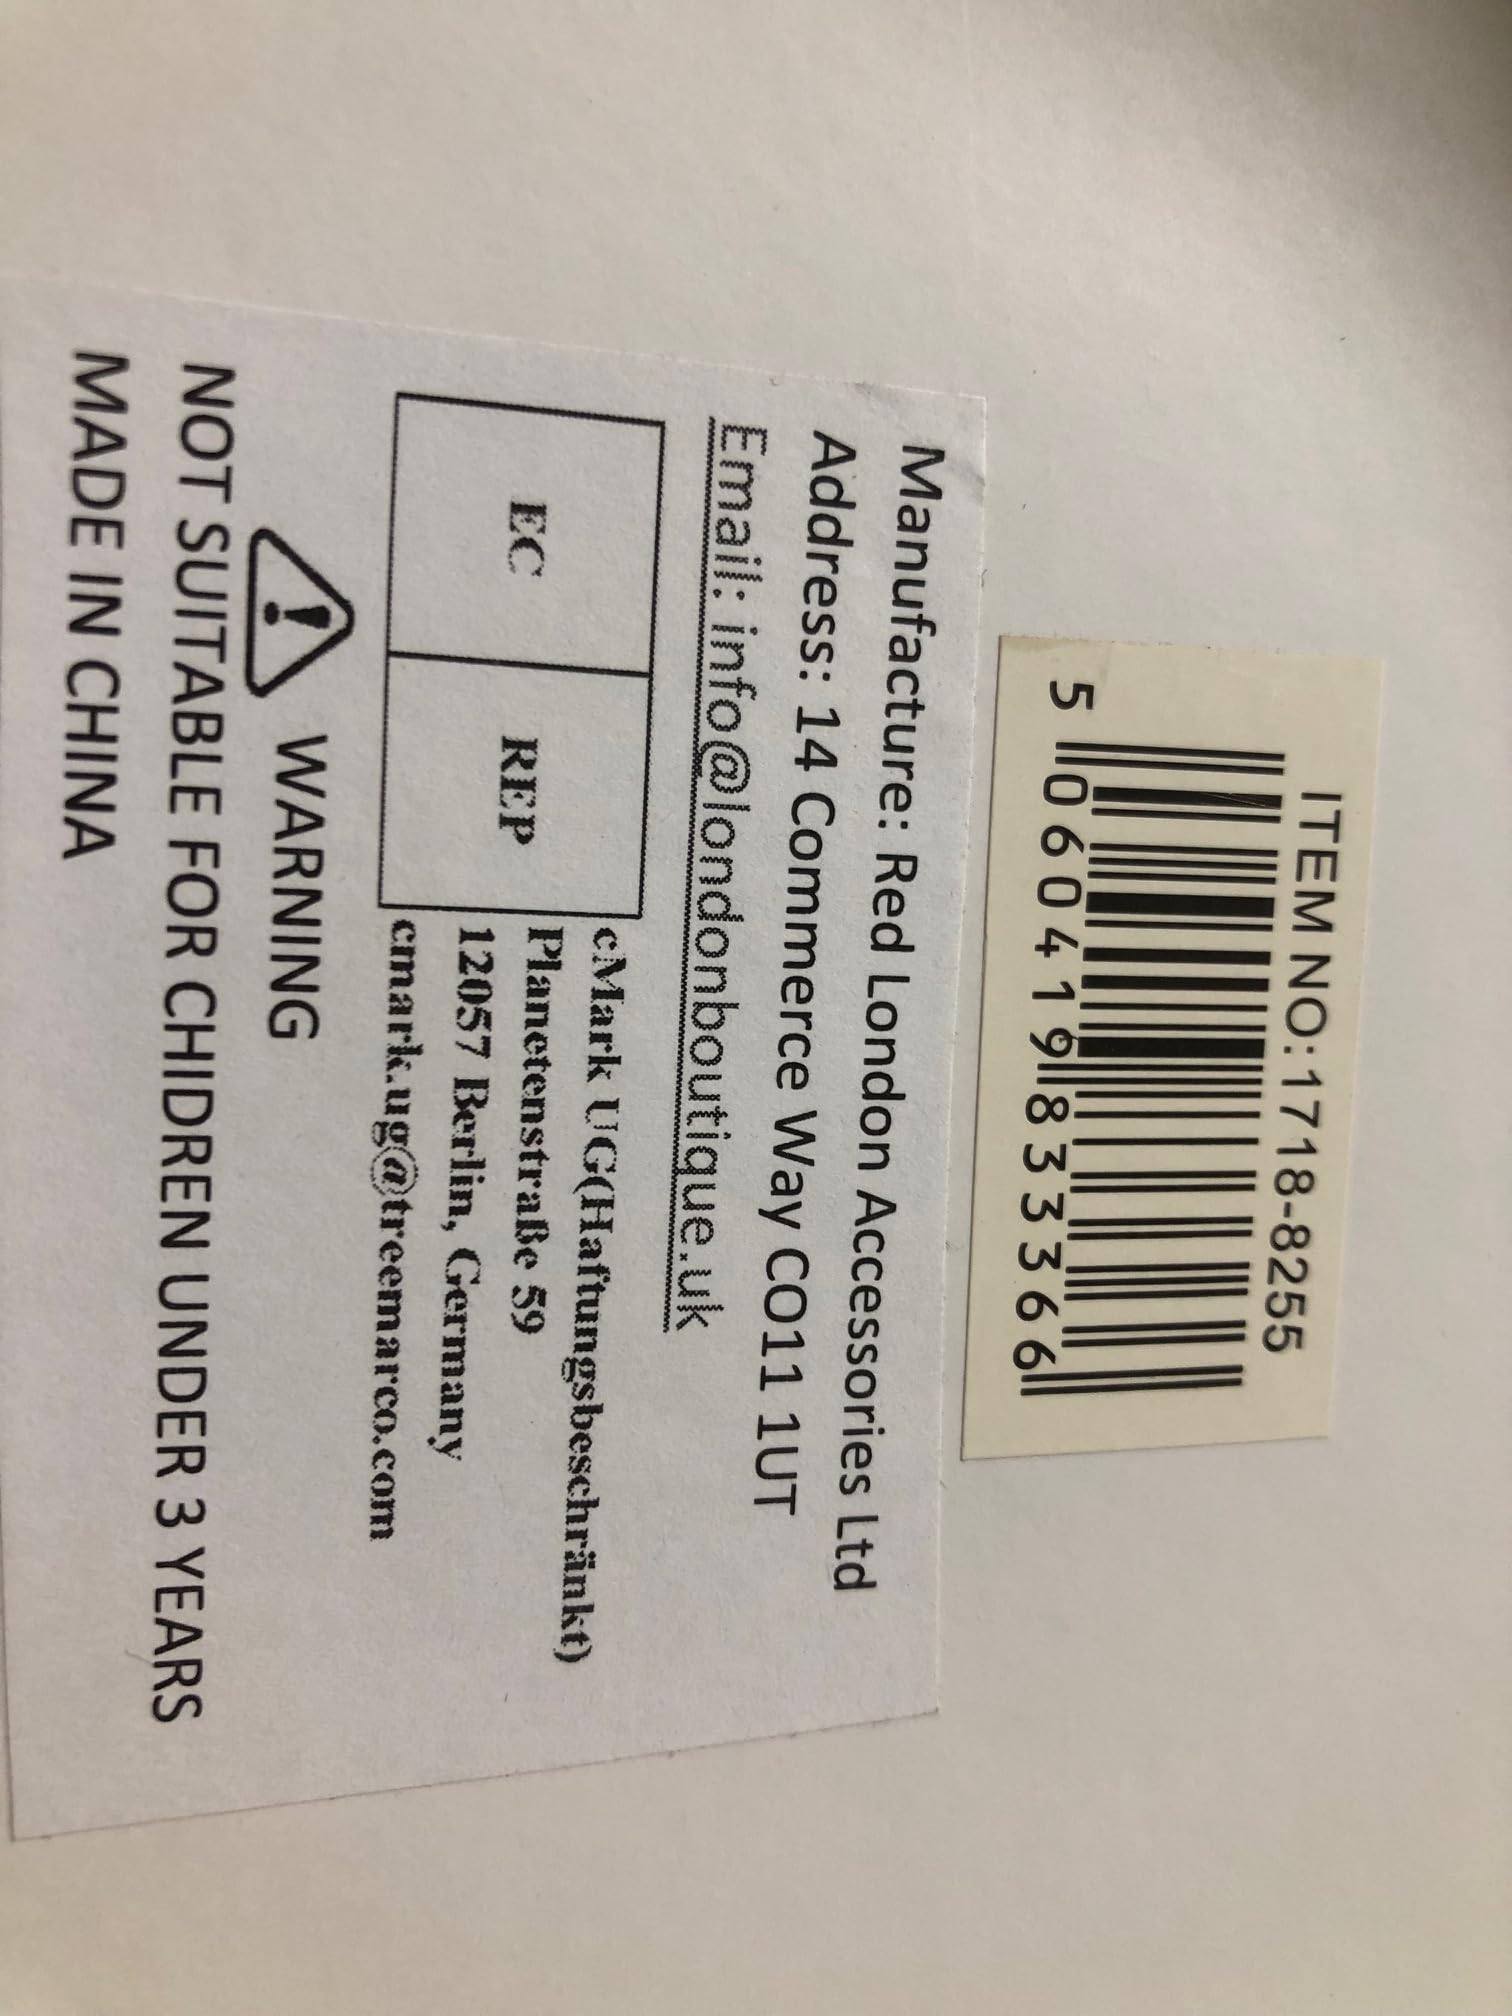 ITEM NO:1718-8255
5 060419 833366
Manufacture: Red London Accessories Ltd
Address: 14 Commerce Way CO11 1UT
Email: info@londonboutique.uk
EC REP
cMark UG(Haftungsbeschränkt)
Planetenstraße 59
12057 Berlin, Germany
cmark.ug@treemarco.com
WARNING
NOT SUITABLE FOR CHIDREN UNDER 3 YEARS
MADE IN CHINA